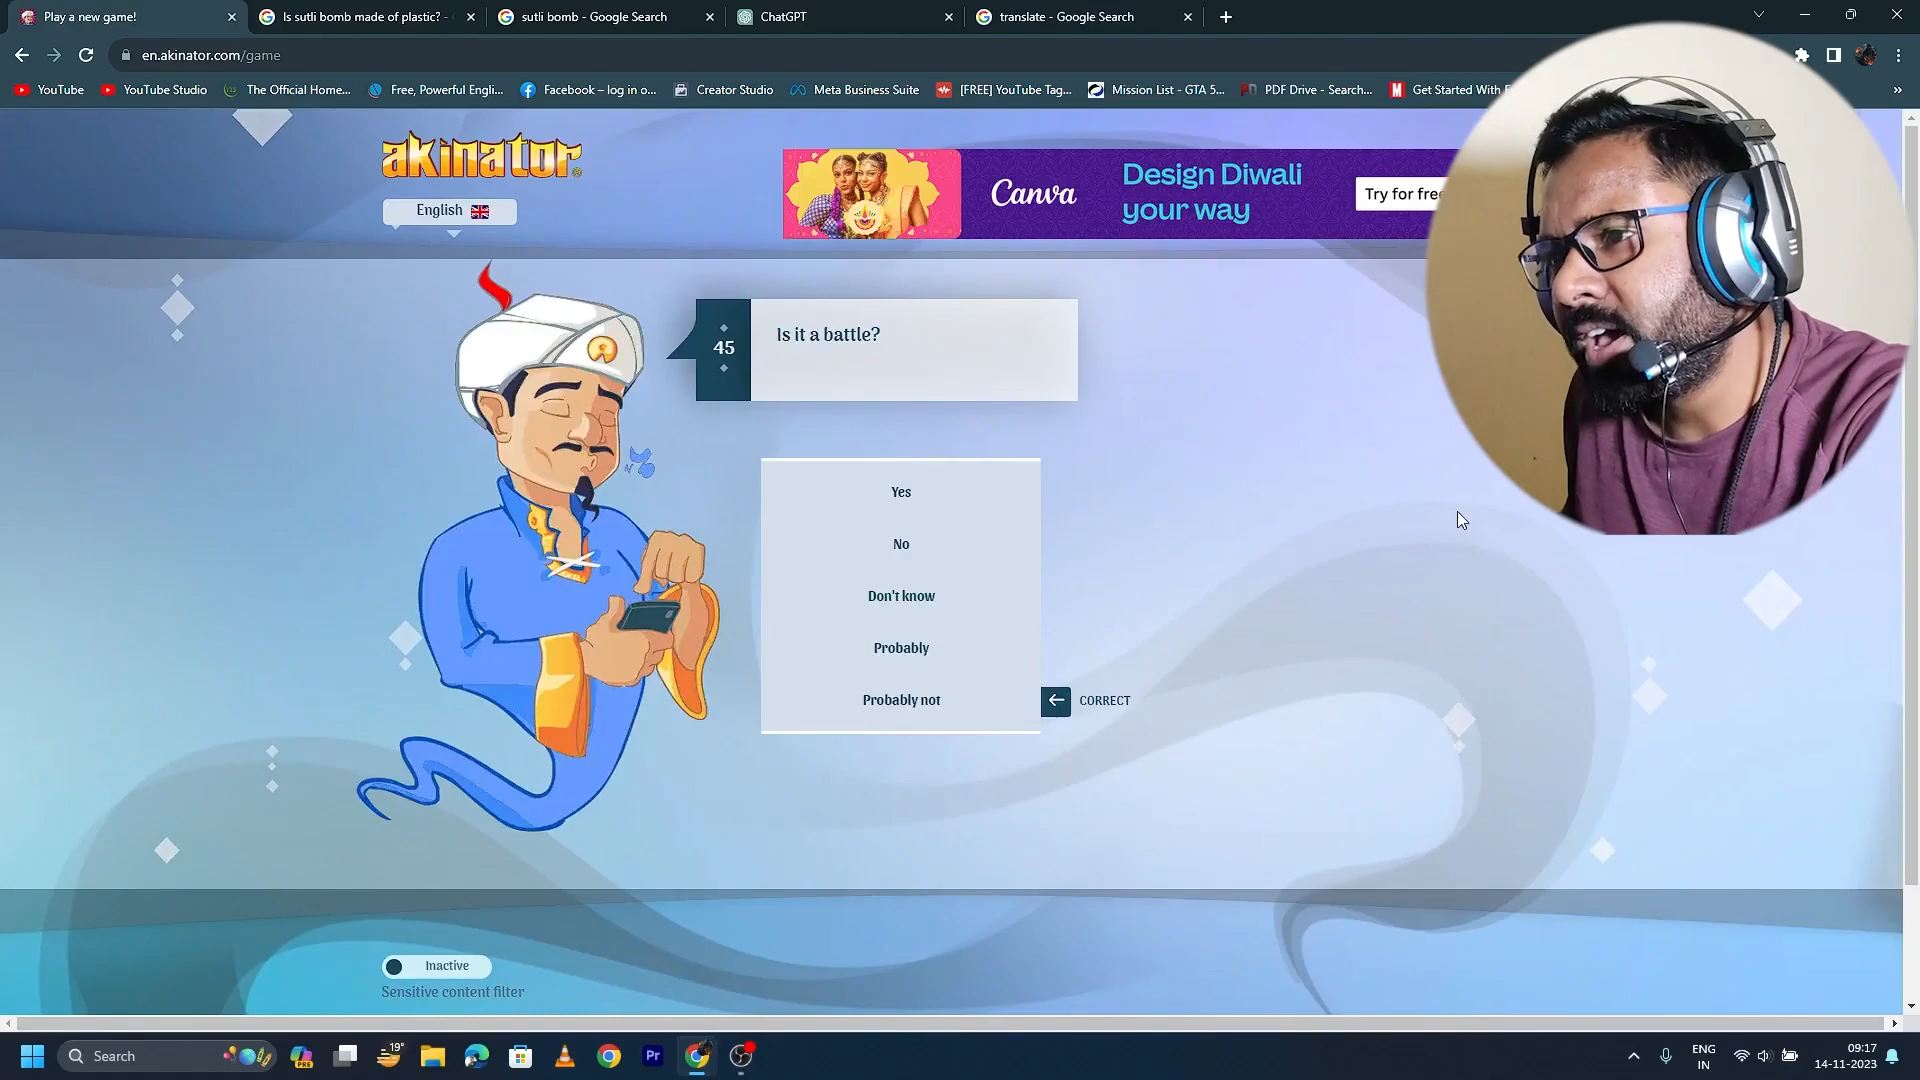 Play a new game!
Is sutli bomb made of plastic? -
sutli bomb - Google Search
ChatGPT
translate - Google Search
en.akinator.com/game
YouTube
YouTube Studio
The Official Home...
Free, Powerful Engli...
Facebook – log in o...
Creator Studio
Meta Business Suite
[FREE] YouTube Tag...
Mission List - GTA 5...
PDF Drive - Search...
Get Started With
»
akinator
English
Canva
Design Diwali
your way
Try for free
45
Is it a battle?
Yes
No
Don't know
Probably
Probably not
CORRECT
Inactive
Sensitive content filter
Search
PRE
19°
Pr
ENG
IN
09:17
14-11-2023